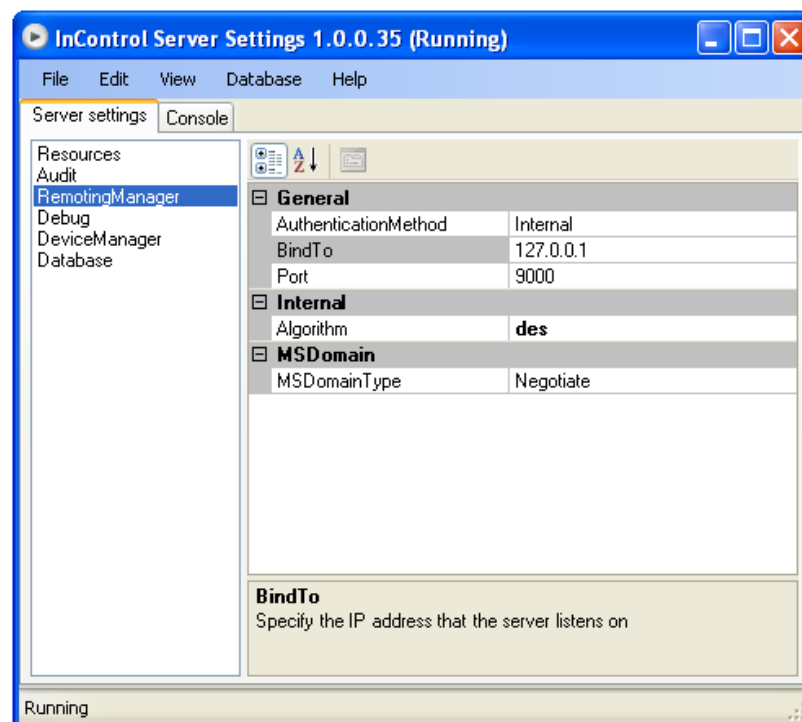 InControl Server Settings 1.0.0.35 (Running)
File Edit View Database Help
Server settings Console
Resources
Audit
RemotingManager
Debug
DeviceManager
Database
General
AuthenticationMethod Internal
BindTo 127.0.0.1
Port 9000
Internal
Algorithm des
MSDomain
MSDomainType Negotiate
BindTo
Specify the IP address that the server listens on
Running